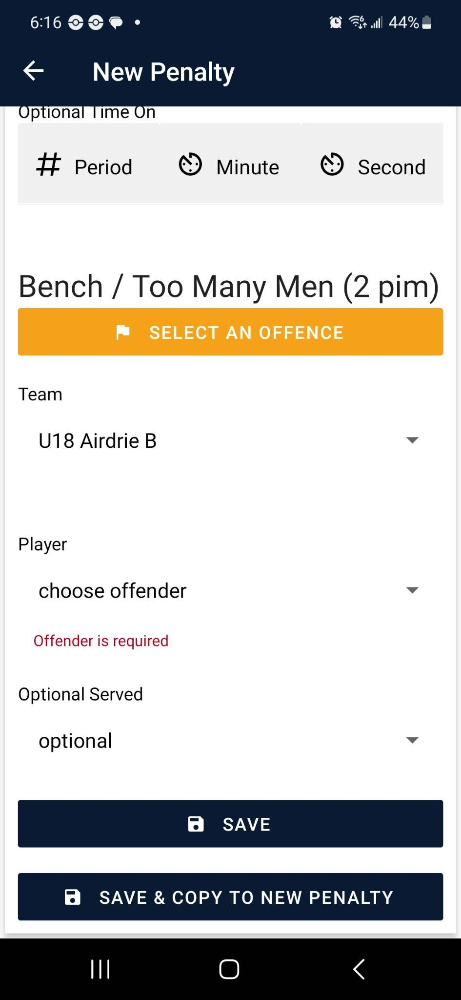 6:16
44%
New Penalty
Optional Time On
# Period Minute Second
Bench / Too Many Men (2 pim)
SELECT AN OFFENCE
Team
U18 Airdrie B
Player
choose offender
Offender is required
Optional Served
optional
SAVE
SAVE & COPY TO NEW PENALTY